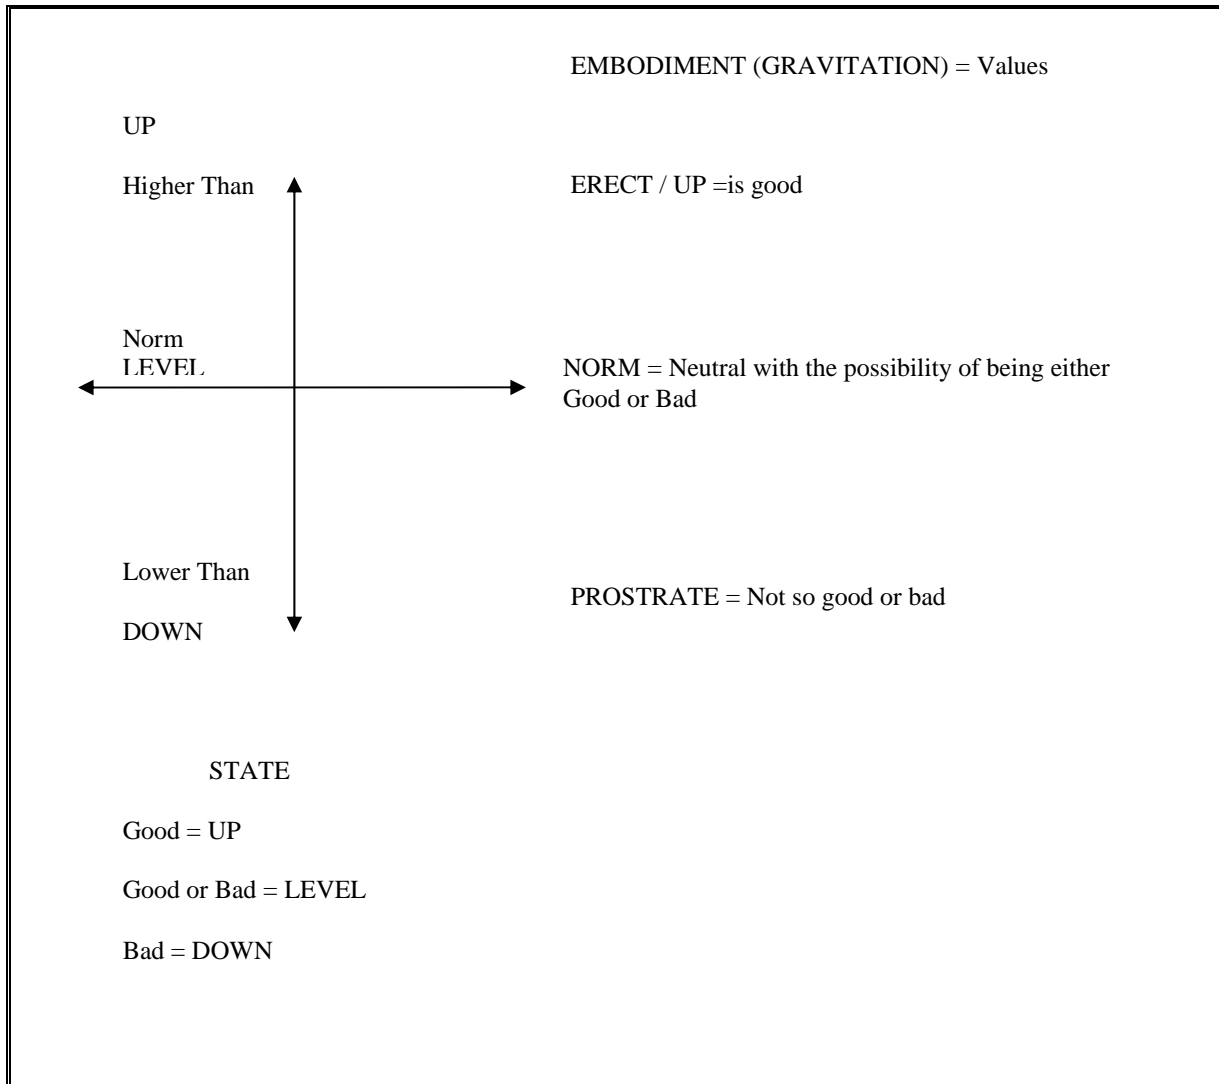 EMBODIMENT (GRAVITATION) = Values
UP
Higher Than
ERECT / UP =is good
Norm
LEVEL
NORM = Neutral with the possibility of being either
Good or Bad
Lower Than
PROSTRATE = Not so good or bad
DOWN
STATE
Good = UP
Good or Bad = LEVEL
Bad = DOWN